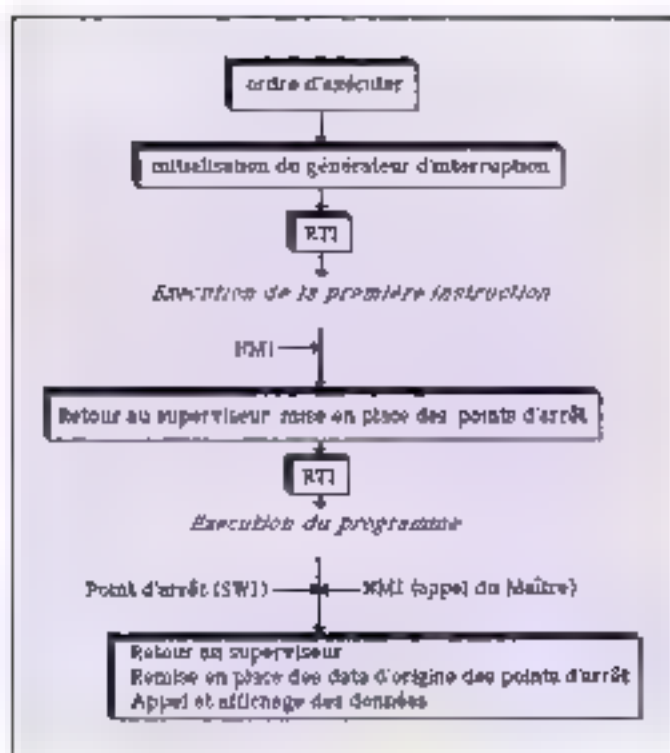 ordre d'exécuter
initialisation du générateur d'interruption
RTI
Execution de la première instruction
NMI
Retour au superviseur mise en place des points d'arrêt
RTI
Execution du programme
Point d'arrêt (SWI)
NMI (appel du Maître)
Retour au superviseur
Remise en place des data d'origine des points d'arrêt
Appel et affichage des données